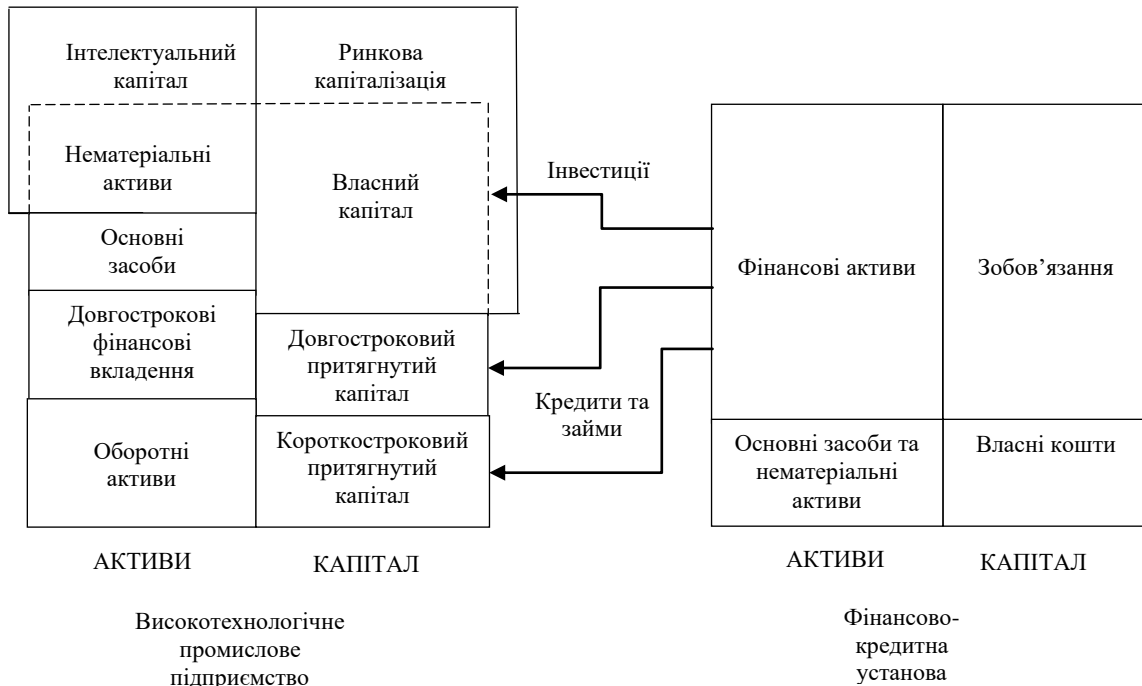 Інтелектуальний
капітал
Ринкова
капіталізація
Нематеріальні
активи
Власний
капітал
Основні
засоби
Довгострокові
фінансові
вкладення
Довгостроковий
притягнутий
капітал
Оборотні
активи
Короткостроковий
притягнутий
капітал
АКТИВИ
КАПІТАЛ
Високотехнологічне
промислове
підприємство
Інвестиції
Кредити та
займи
Фінансові активи
Зобов’язання
Основні засоби та
нематеріальні
активи
Власні кошти
АКТИВИ
КАПІТАЛ
Фінансово-
кредитна
установа